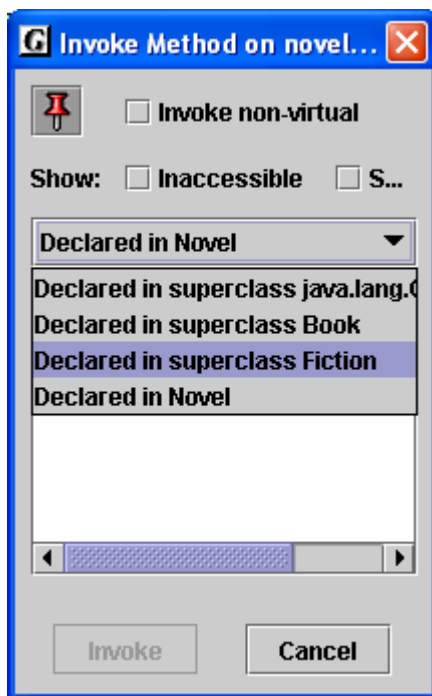 G Invoke Method on novel...
Invoke non-virtual
Show: Inaccessible S...
Declared in Novel
Declared in superclass java.lang.
Declared in superclass Book
Declared in superclass Fiction
Declared in Novel
Invoke Cancel